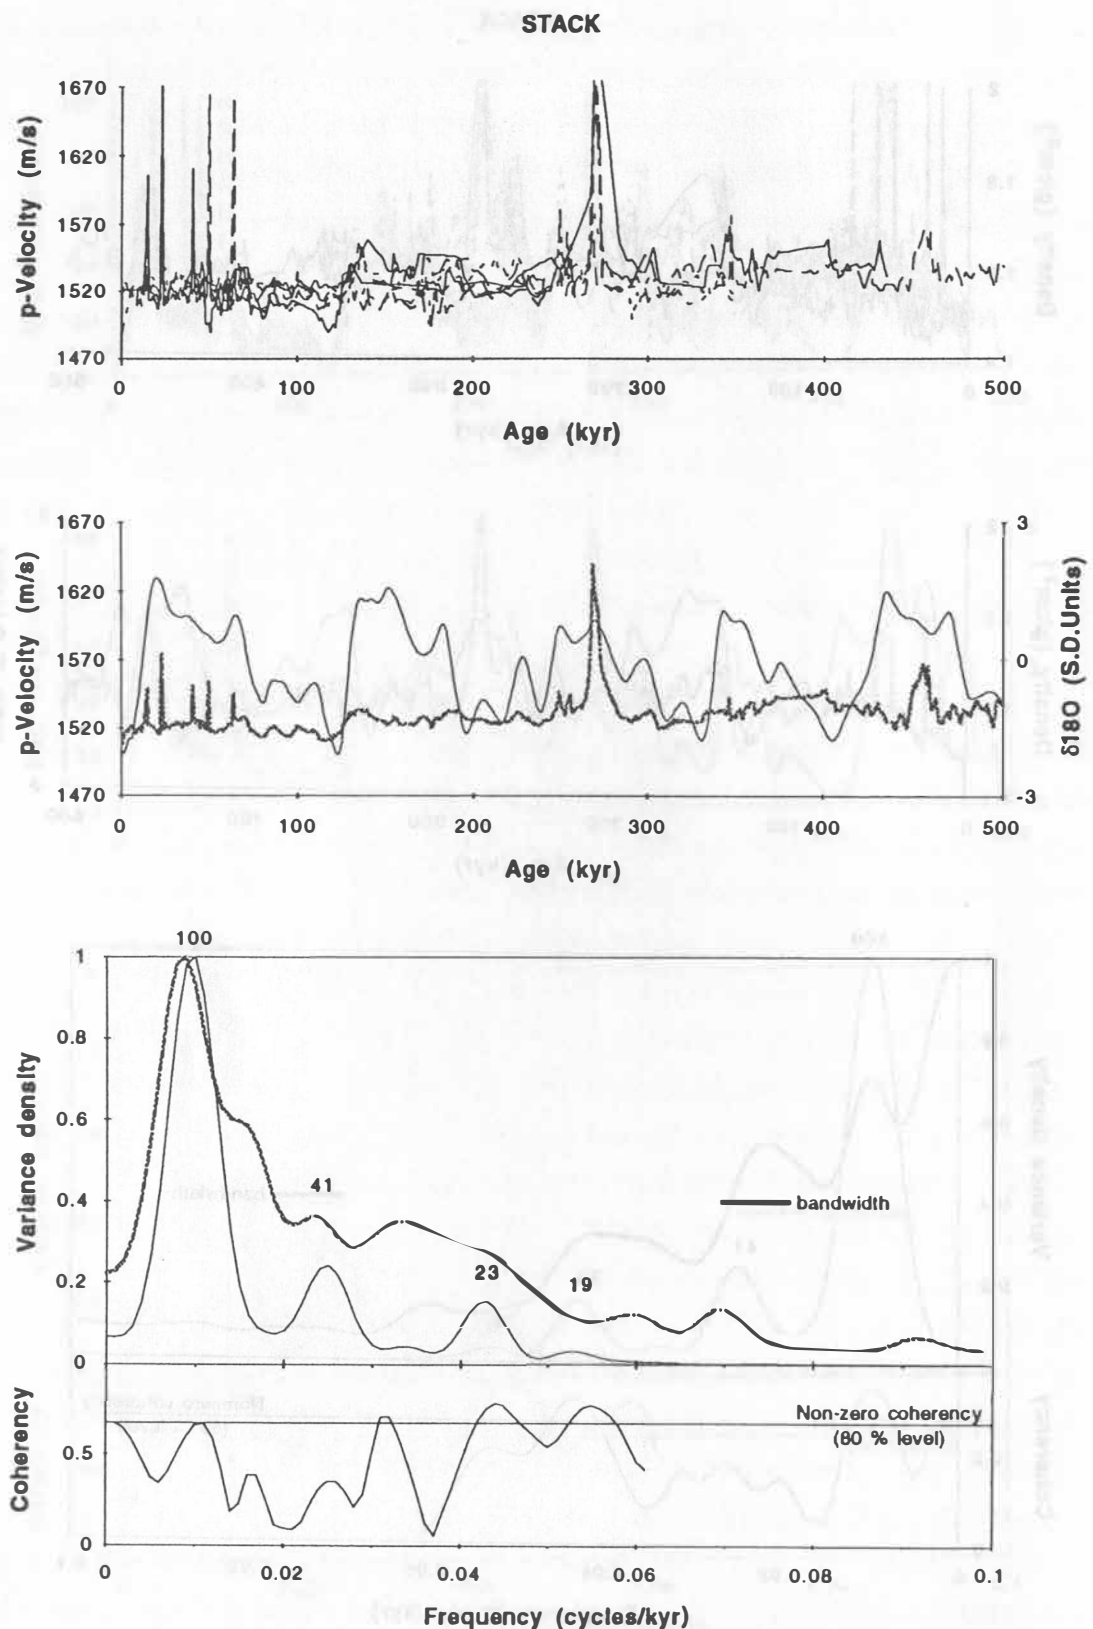 STACK
1670
1620
1570
1520
1470
p-Velocity (m/s)
0 100 200 300 400 500
Age (kyr)
1670
1620
1570
1520
1470
p-Velocity (m/s)
3
0
-3
δ18O (S.D.Units)
0 100 200 300 400 500
Age (kyr)
100
1
0.8
0.6
0.4
0.2
0
Variance density
41
bandwidth
23
19
Coherency
0.5
0
Non-zero coherency
(80 % level)
0 0.02 0.04 0.06 0.08 0.1
Frequency (cycles/kyr)